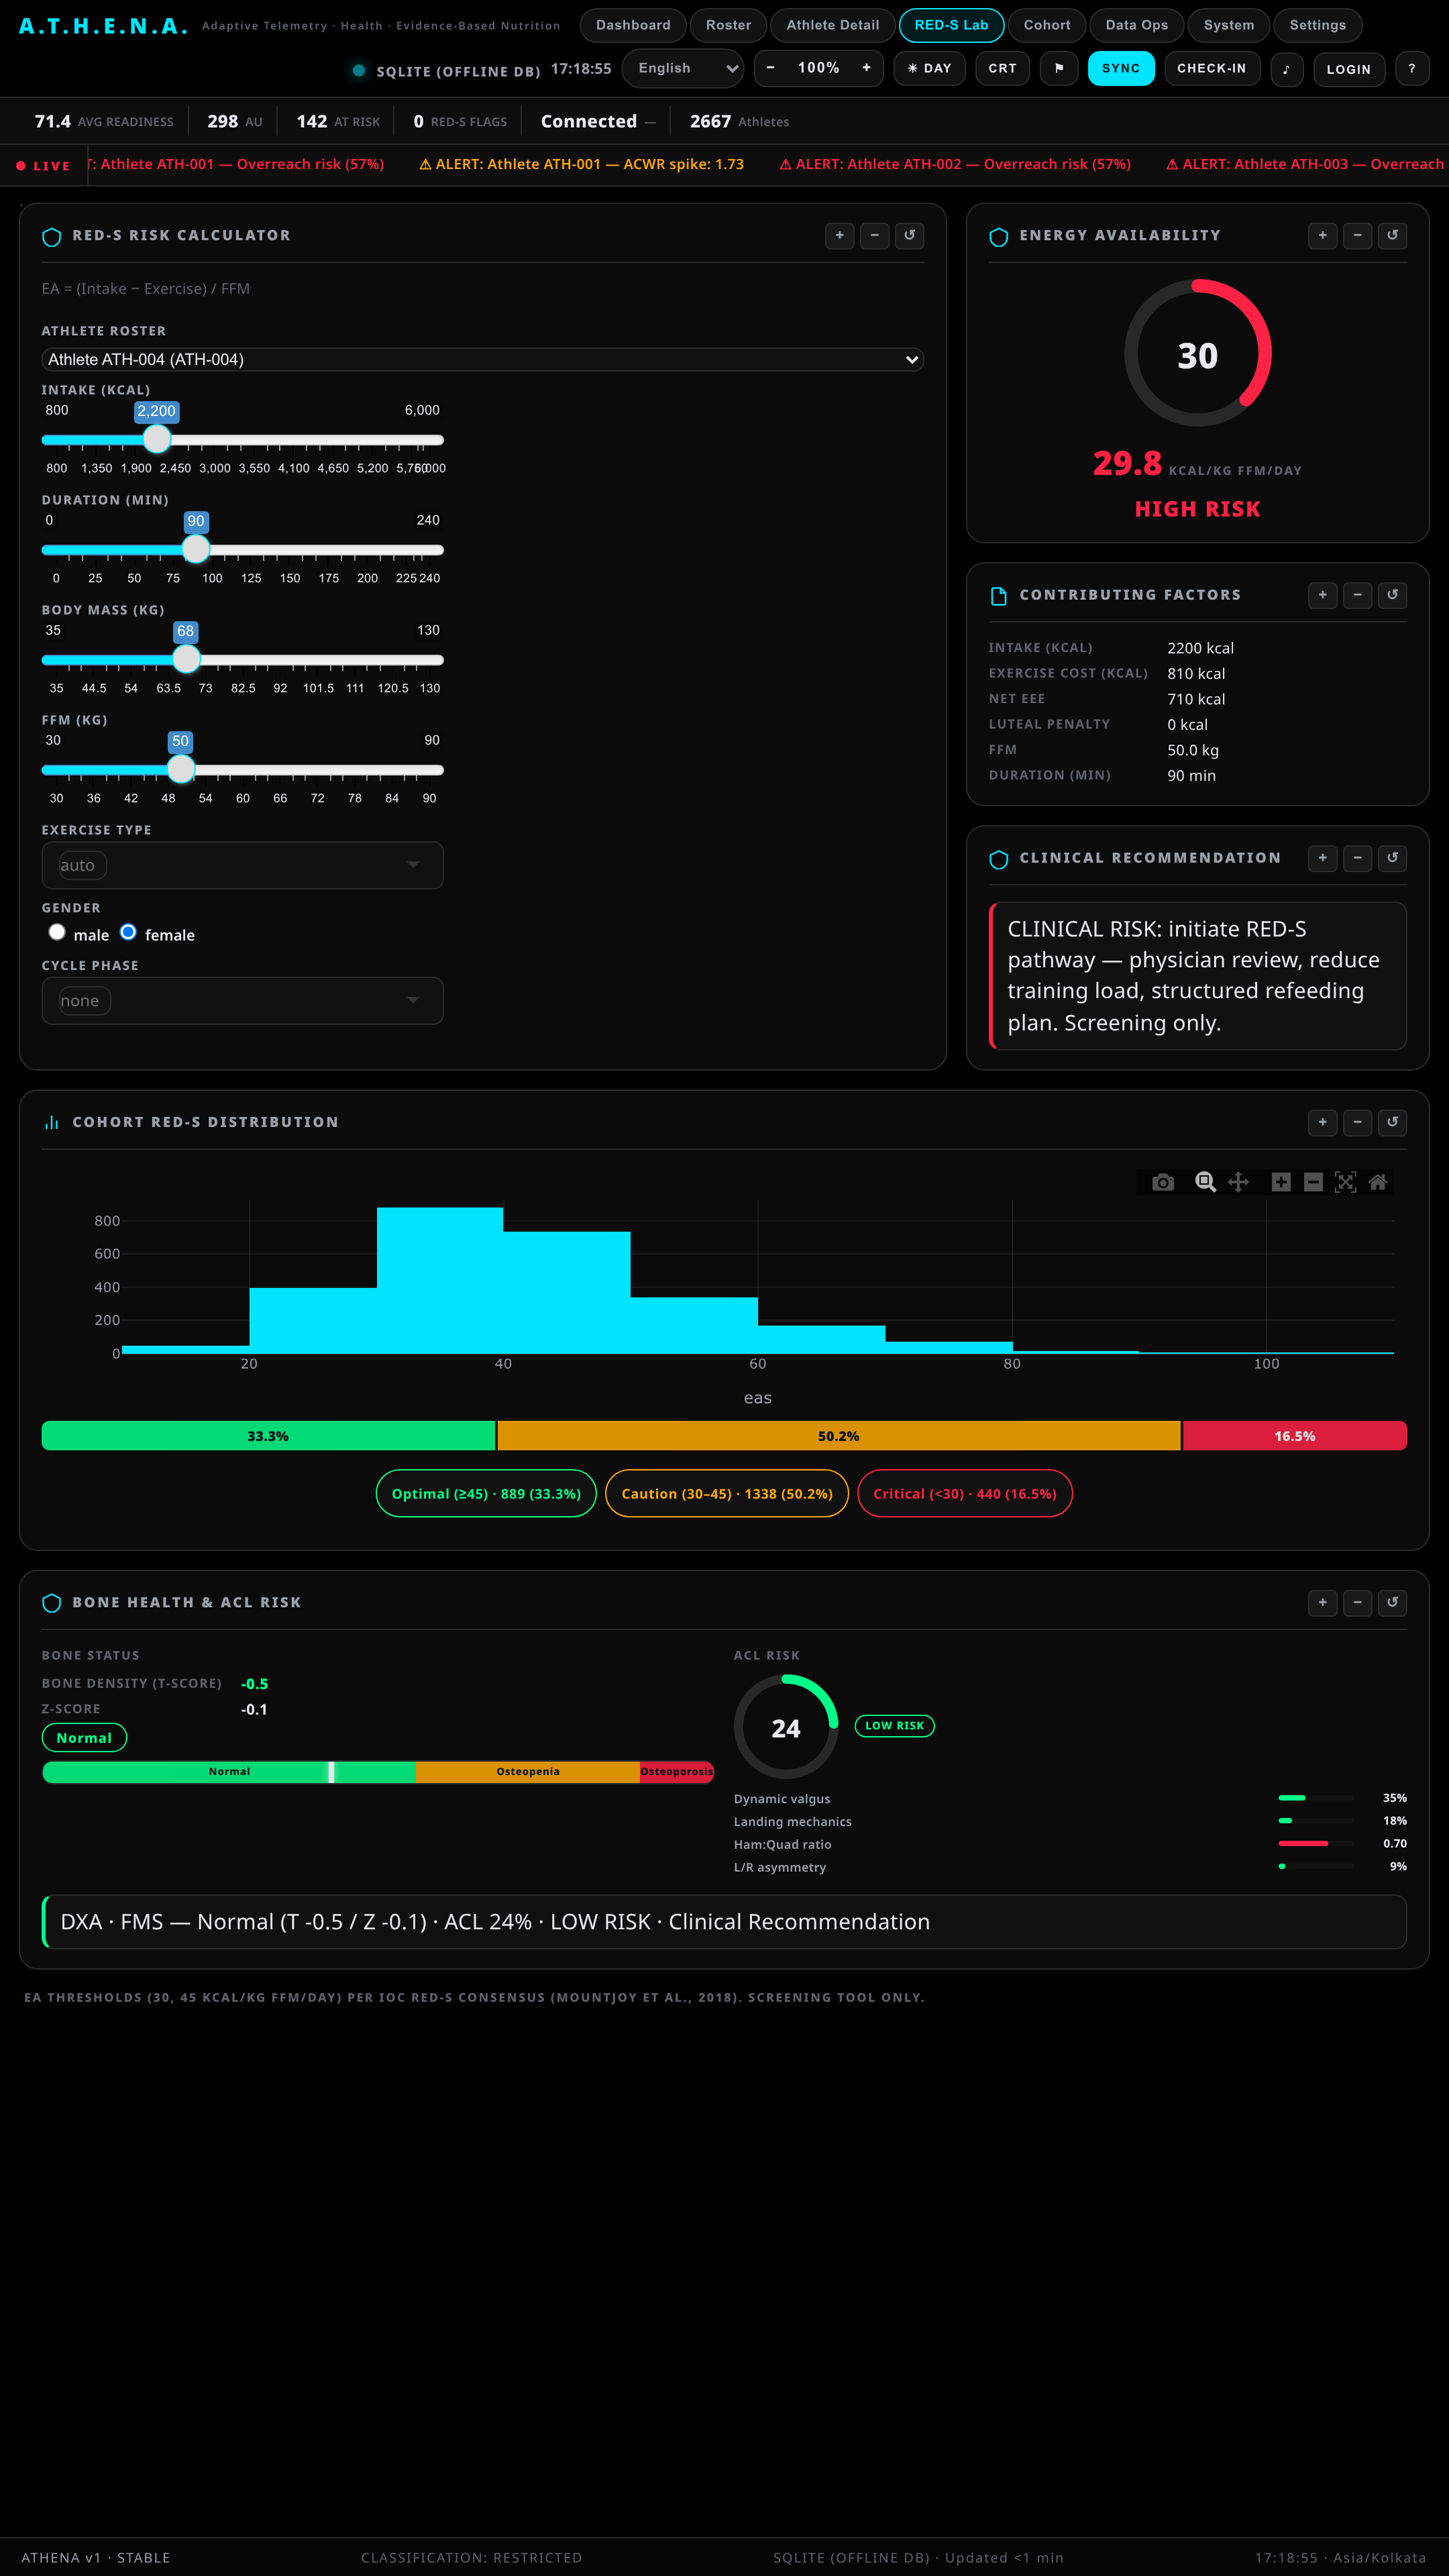 A.T.H.E.N.A. Adaptive Telemetry · Health · Evidence-Based Nutrition Dashboard Roster Athlete Detail RED-S Lab Cohort Data Ops System Settings
SQLITE (OFFLINE DB) 17:18:55 English − 100% + ☀ DAY CRT ⚑ SYNC CHECK-IN ♪ LOGIN ?
71.4 AVG READINESS 298 AU 142 AT RISK 0 RED-S FLAGS Connected — 2667 Athletes
LIVE T: Athlete ATH-001 — Overreach risk (57%) ⚠ ALERT: Athlete ATH-001 — ACWR spike: 1.73 ⚠ ALERT: Athlete ATH-002 — Overreach risk (57%) ⚠ ALERT: Athlete ATH-003 — Overreach
RED-S RISK CALCULATOR + − ↺
EA = (Intake − Exercise) / FFM
ATHLETE ROSTER
Athlete ATH-004 (ATH-004)
INTAKE (KCAL)
800 2,200 6,000
800 1,350 1,900 2,450 3,000 3,550 4,100 4,650 5,200 5,750 6,000
DURATION (MIN)
0 90 240
0 25 50 75 100 125 150 175 200 225 240
BODY MASS (KG)
35 68 130
35 44.5 54 63.5 73 82.5 92 101.5 111 120.5 130
FFM (KG)
30 50 90
30 36 42 48 54 60 66 72 78 84 90
EXERCISE TYPE
auto
GENDER
male female
CYCLE PHASE
none
ENERGY AVAILABILITY + − ↺
30
29.8 KCAL/KG FFM/DAY
HIGH RISK
CONTRIBUTING FACTORS + − ↺
INTAKE (KCAL) 2200 kcal
EXERCISE COST (KCAL) 810 kcal
NET EEE 710 kcal
LUTEAL PENALTY 0 kcal
FFM 50.0 kg
DURATION (MIN) 90 min
CLINICAL RECOMMENDATION + − ↺
CLINICAL RISK: initiate RED-S
pathway — physician review, reduce
training load, structured refeeding
plan. Screening only.
COHORT RED-S DISTRIBUTION + − ↺
800
600
400
200
0
20 40 60 80 100
eas
33.3% 50.2% 16.5%
Optimal (≥45) · 889 (33.3%) Caution (30–45) · 1338 (50.2%) Critical (<30) · 440 (16.5%)
BONE HEALTH & ACL RISK + − ↺
BONE STATUS
BONE DENSITY (T-SCORE) -0.5
Z-SCORE -0.1
Normal
Normal Osteopenia Osteoporosis
ACL RISK
24 LOW RISK
Dynamic valgus 35%
Landing mechanics 18%
Ham:Quad ratio 0.70
L/R asymmetry 9%
DXA · FMS — Normal (T -0.5 / Z -0.1) · ACL 24% · LOW RISK · Clinical Recommendation
EA THRESHOLDS (30, 45 KCAL/KG FFM/DAY) PER IOC RED-S CONSENSUS (MOUNTJOY ET AL., 2018). SCREENING TOOL ONLY.
ATHENA v1 · STABLE CLASSIFICATION: RESTRICTED SQLITE (OFFLINE DB) · Updated <1 min 17:18:55 · Asia/Kolkata